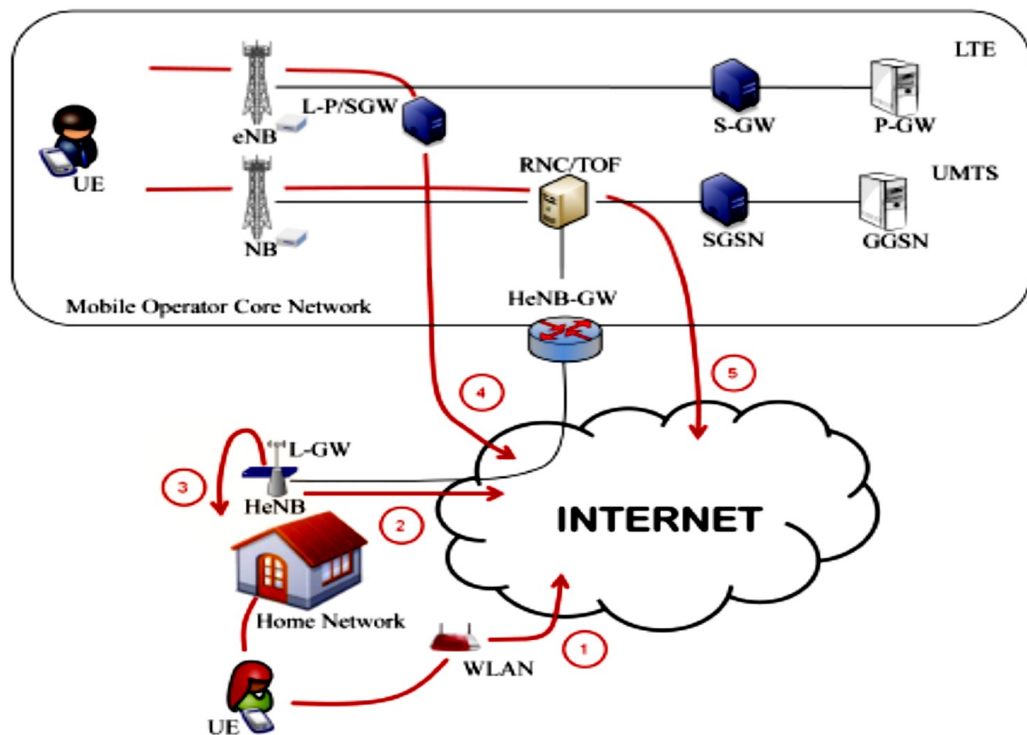 LTE
L-P/SGW
eNB
S-GW
P-GW
UE
RNC/TOF
UMTS
NB
SGSN
GGSN
Mobile Operator Core Network
HeNB-GW
4
5
L-GW
3
HeNB
2
INTERNET
Home Network
1
WLAN
UE